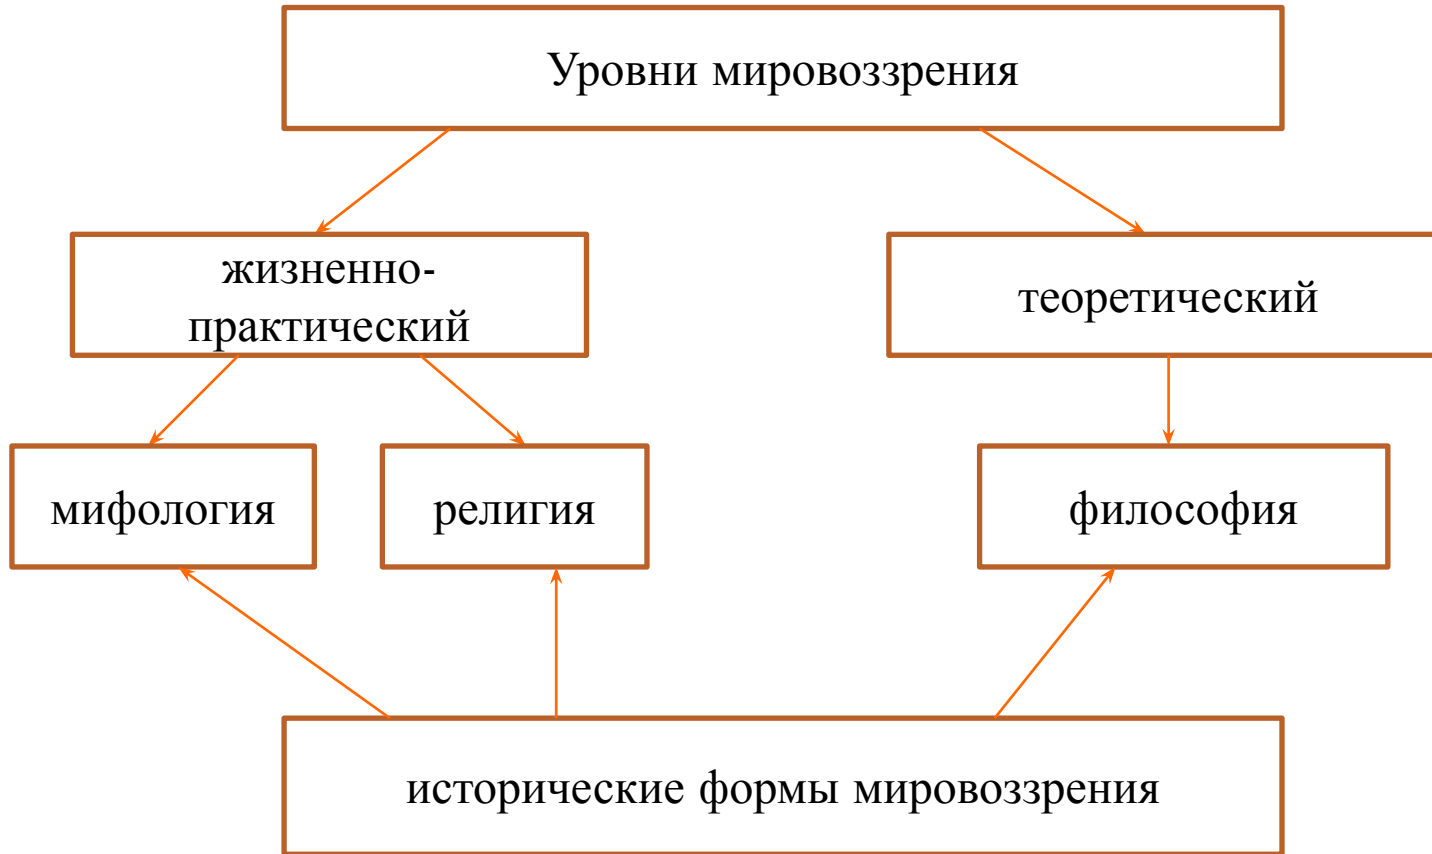 Уровни мировоззрения
жизненно-
практический
теоретический
мифология
религия
философия
исторические формы мировоззрения